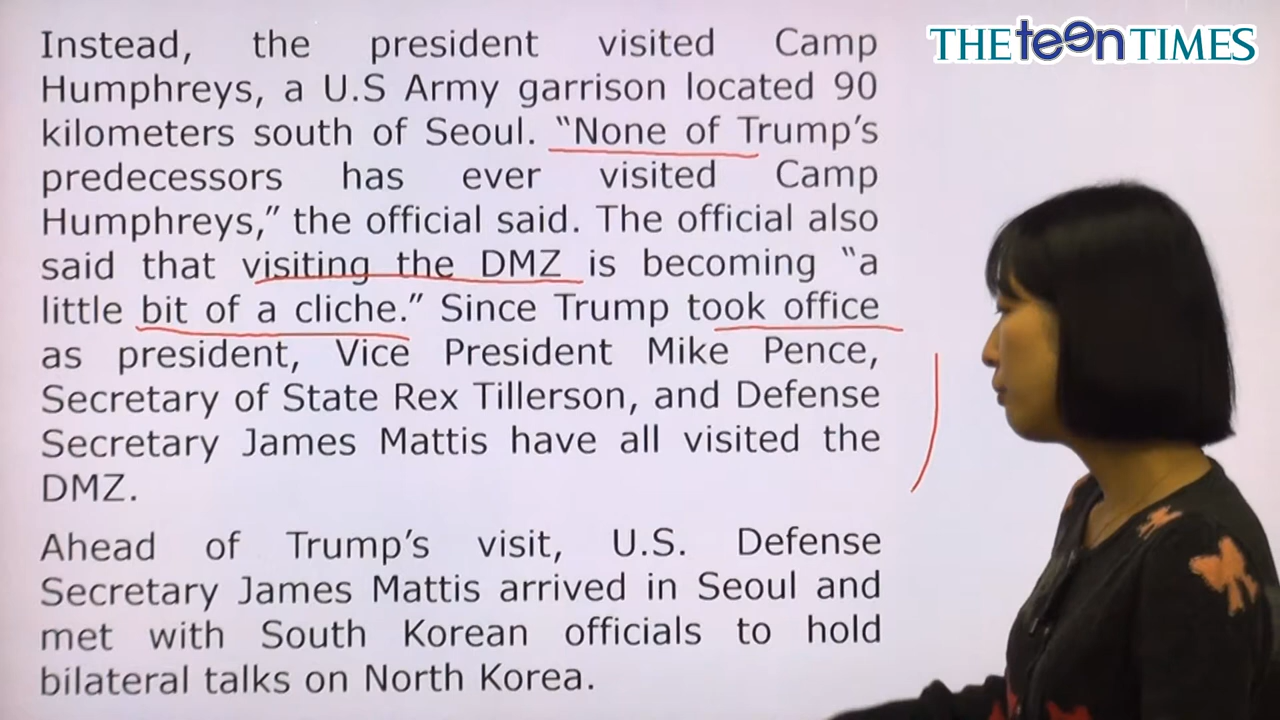 THE teen TIMES
Instead, the president visited Camp
Humphreys, a U.S Army garrison located 90
kilometers south of Seoul. “None of Trump’s
predecessors has ever visited Camp
Humphreys,” the official said. The official also
said that visiting the DMZ is becoming “a
little bit of a cliche.” Since Trump took office
as president, Vice President Mike Pence,
Secretary of State Rex Tillerson, and Defense
Secretary James Mattis have all visited the
DMZ.
Ahead of Trump’s visit, U.S. Defense
Secretary James Mattis arrived in Seoul and
met with South Korean officials to hold
bilateral talks on North Korea.